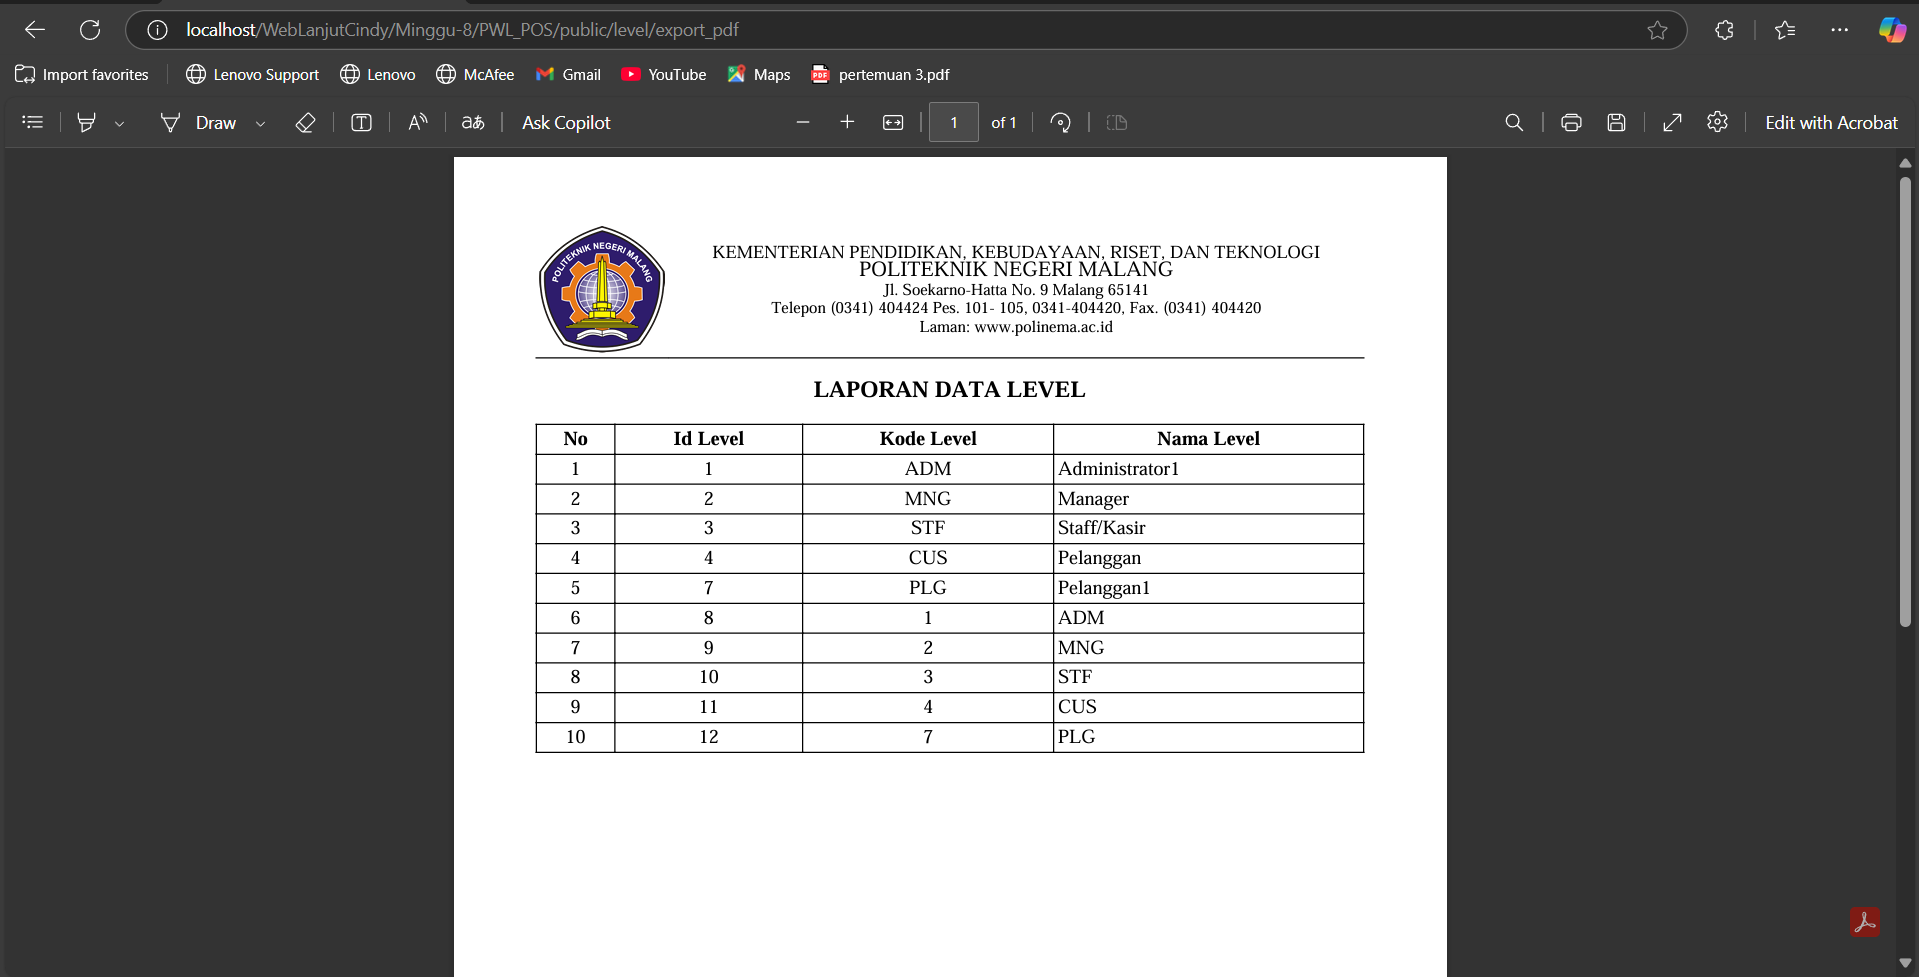 localhost/WebLanjutCindy/Minggu-8/PWL_POS/public/level/export_pdf
Import favorites Lenovo Support Lenovo McAfee Gmail YouTube Maps PDF pertemuan 3.pdf
Draw T A aあ Ask Copilot 1 of 1 Edit with Acrobat
POLITEKNIK NEGERI MALANG
KEMENTERIAN PENDIDIKAN, KEBUDAYAAN, RISET, DAN TEKNOLOGI
POLITEKNIK NEGERI MALANG
Jl. Soekarno-Hatta No. 9 Malang 65141
Telepon (0341) 404424 Pes. 101- 105, 0341-404420, Fax. (0341) 404420
Laman: www.polinema.ac.id
LAPORAN DATA LEVEL
No Id Level Kode Level Nama Level
1 1 ADM Administrator1
2 2 MNG Manager
3 3 STF Staff/Kasir
4 4 CUS Pelanggan
5 7 PLG Pelanggan1
6 8 1 ADM
7 9 2 MNG
8 10 3 STF
9 11 4 CUS
10 12 7 PLG